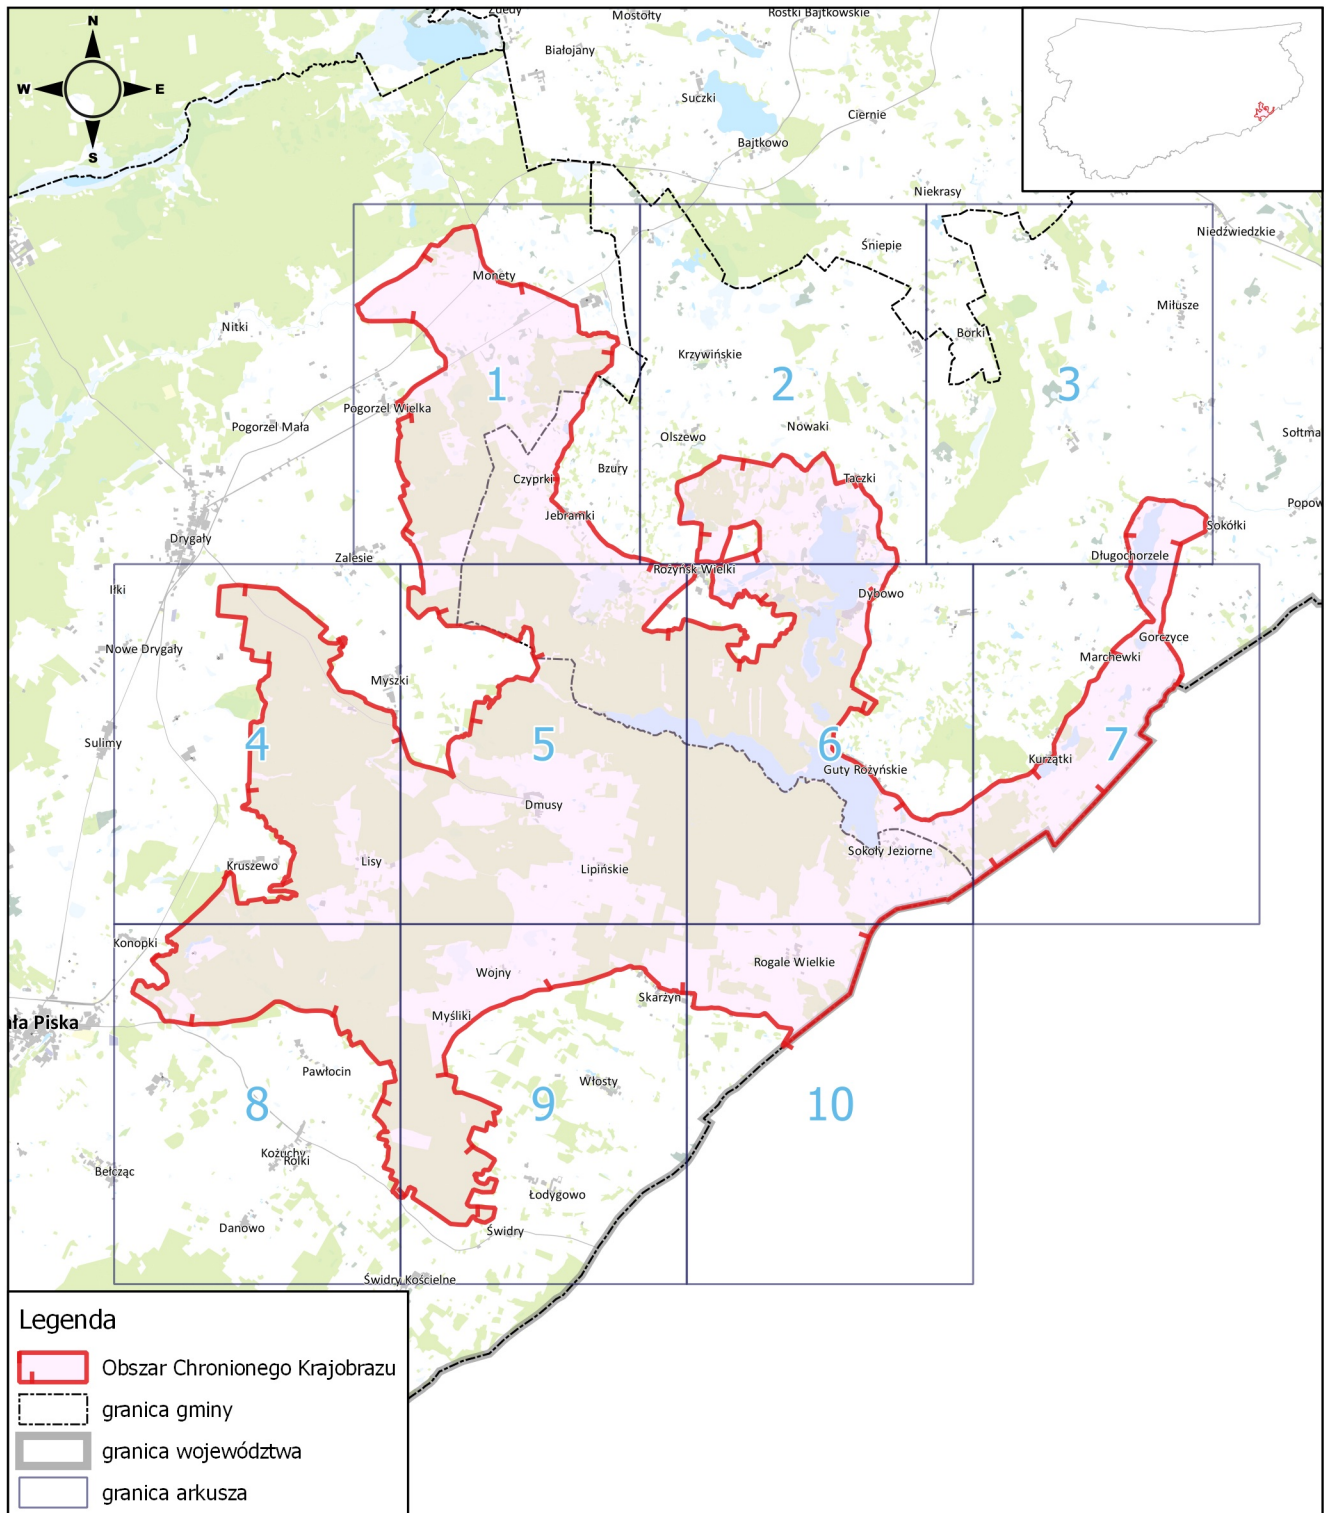 Zdedy
Mostołty
Rostki Bajtkowskie
N
W
E
S
Białojany
Suczki
Ciernie
Bajtkowo
Niekrasy
Niedźwiedzkie
Śniepie
Monety
Miłusze
Nitki
Borki
Krzywińskie
1
2
3
Pogorzel Wielka
Pogorzel Mała
Nowaki
Olszewo
Sołtma
Bzury
Czyprki
Taczki
Popow
Jebramki
Sokółki
Drygały
Długochorzele
Zalesie
Rożyńsk Wielki
Iłki
Dybowo
Gorczyce
Nowe Drygały
Marchewki
Myszki
Sulimy
4
5
6
7
Kurzątki
Guty Rożyńskie
Dmusy
Sokoły Jeziorne
Lisy
Kruszewo
Lipińskie
Konopki
Rogale Wielkie
Wojny
Skarżyn
Myśliki
ała Piska
Pawłocin
Włosty
8
9
10
Kożuchy
Rolki
Bełcząc
Łodygowo
Danowo
Świdry
Świdry Kościelne
Legenda
Obszar Chronionego Krajobrazu
granica gminy
granica województwa
granica arkusza